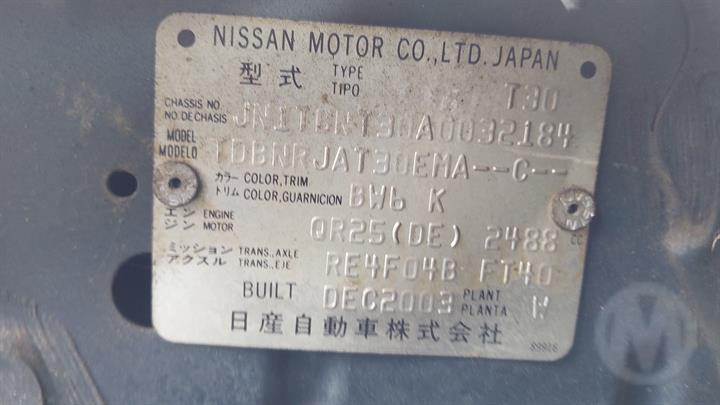 NISSAN MOTOR CO.,LTD. JAPAN
型式 TYPE TIPO T30
CHASSIS NO. NO. DE CHASIS JN1TBNT30A0032184
MODEL MODELO TDBNRJAT30EMA--C--
カラー COLOR,TRIM
トリム COLOR,GUARNICION BW6 K
エンジン ENGINE MOTOR QR25(DE) 2488 CC
ミッション TRANS.,AXLE
アクスル TRANS.,EJE RE4F04B FT40
BUILT DEC2003 PLANT PLANTA W
日産自動車株式会社
89916
M